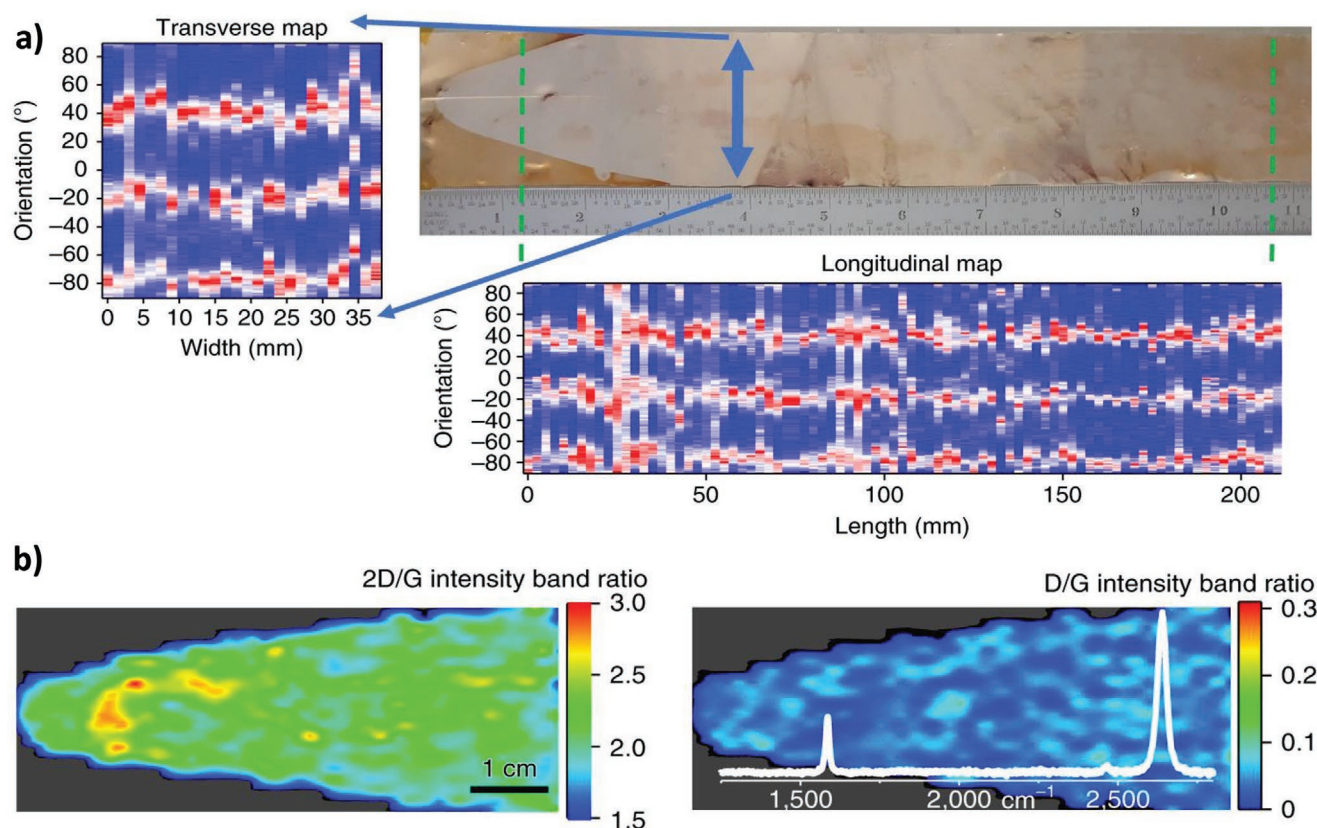 a)
Transverse map
Orientation (°)
80
60
40
20
0
−20
−40
−60
−80
0 5 10 15 20 25 30 35
Width (mm)
1 2 3 4 5 6 7 8 9 10 11
Longitudinal map
Orientation (°)
80
60
40
20
0
−20
−40
−60
−80
0 50 100 150 200
Length (mm)
b)
2D/G intensity band ratio
3.0
2.5
2.0
1.5
1 cm
D/G intensity band ratio
0.3
0.2
0.1
0
1,500 2,000 cm⁻¹ 2,500